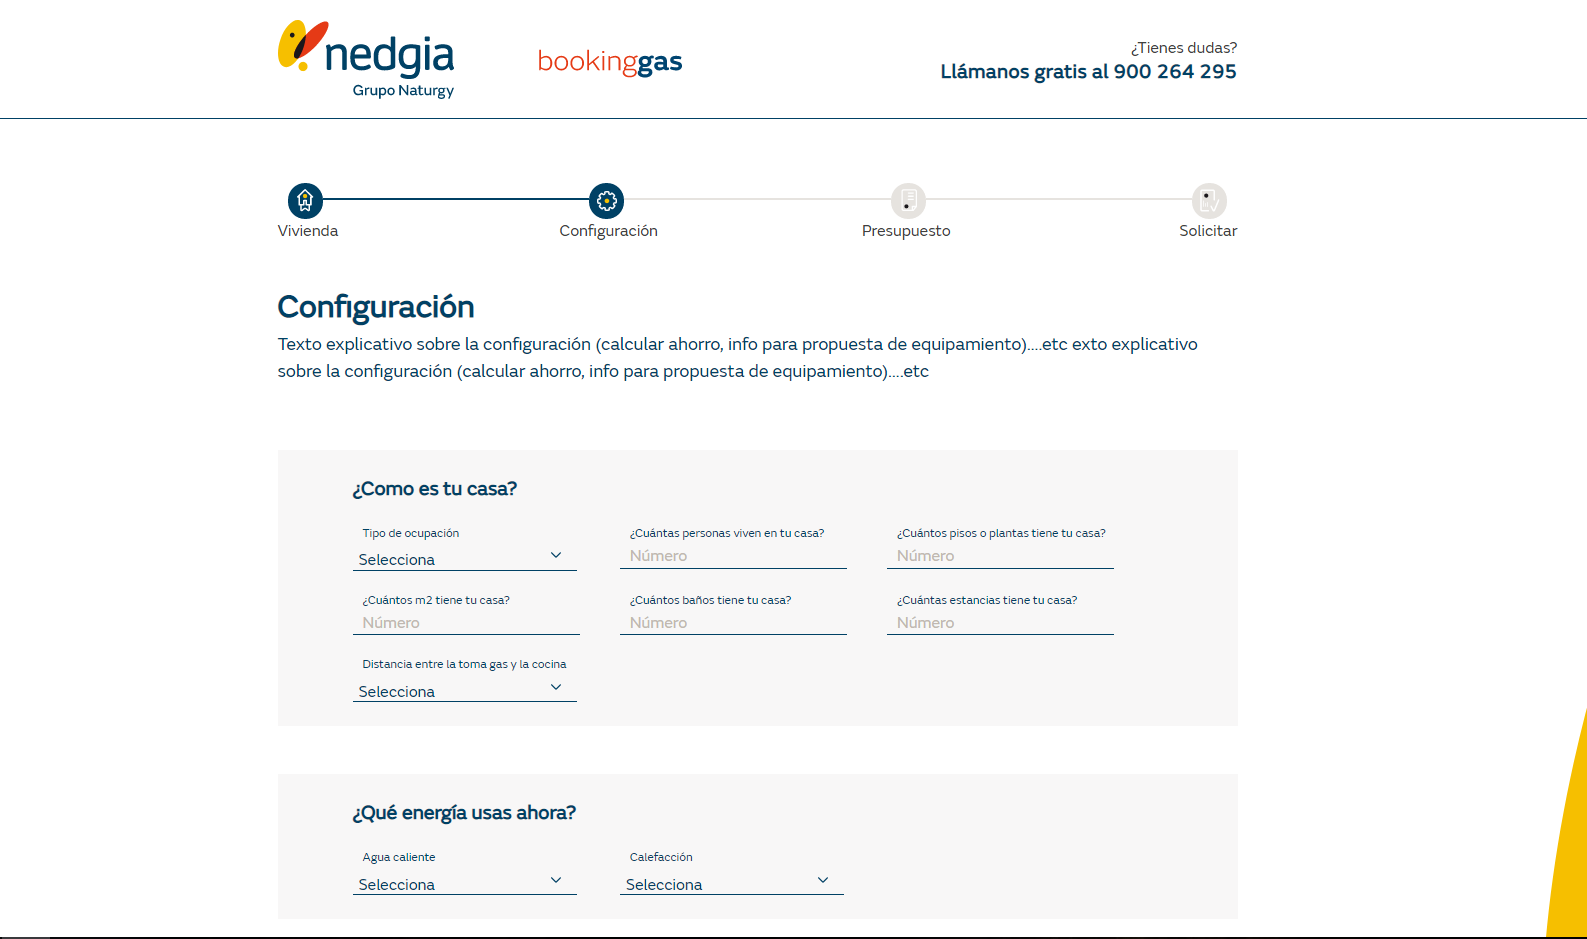 nedgia
Grupo Naturgy
bookinggas
¿Tienes dudas?
Llámanos gratis al 900 264 295
Vivienda
Configuración
Presupuesto
Solicitar
Configuración
Texto explicativo sobre la configuración (calcular ahorro, info para propuesta de equipamiento)....etc exto explicativo
sobre la configuración (calcular ahorro, info para propuesta de equipamiento)....etc
¿Como es tu casa?
Tipo de ocupación
Selecciona
¿Cuántas personas viven en tu casa?
Número
¿Cuántos pisos o plantas tiene tu casa?
Número
¿Cuántos m2 tiene tu casa?
Número
¿Cuántos baños tiene tu casa?
Número
¿Cuántas estancias tiene tu casa?
Número
Distancia entre la toma gas y la cocina
Selecciona
¿Qué energía usas ahora?
Agua caliente
Selecciona
Calefacción
Selecciona